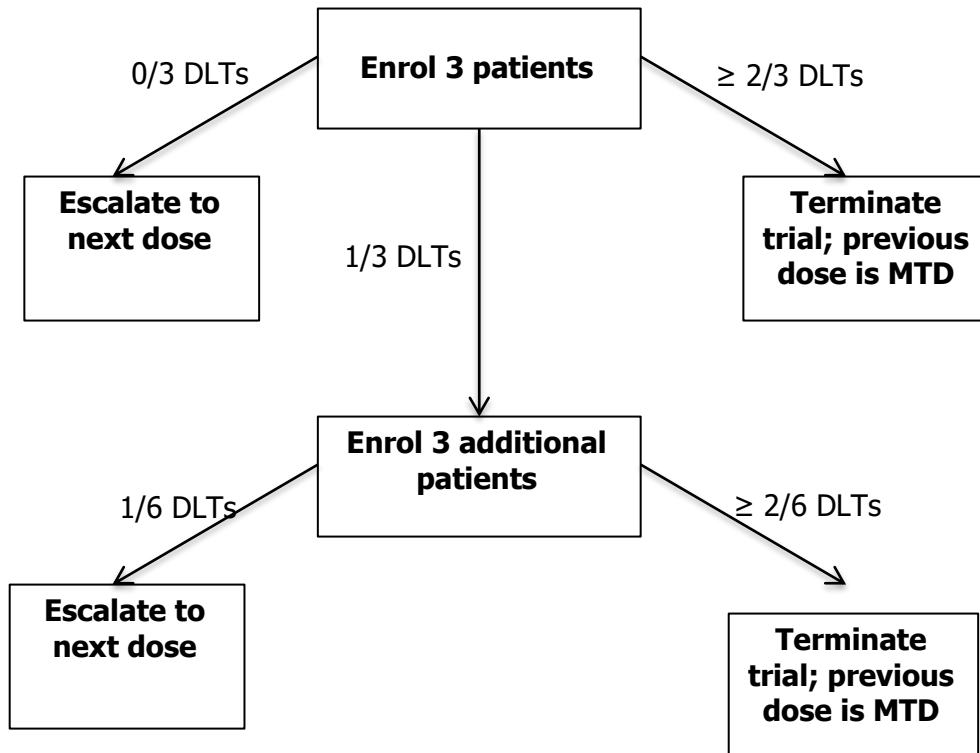 Enrol 3 patients
0/3 DLTs
≥ 2/3 DLTs
Escalate to
next dose
1/3 DLTs
Terminate
trial; previous
dose is MTD
Enrol 3 additional
patients
1/6 DLTs
≥ 2/6 DLTs
Escalate to
next dose
Terminate
trial; previous
dose is MTD